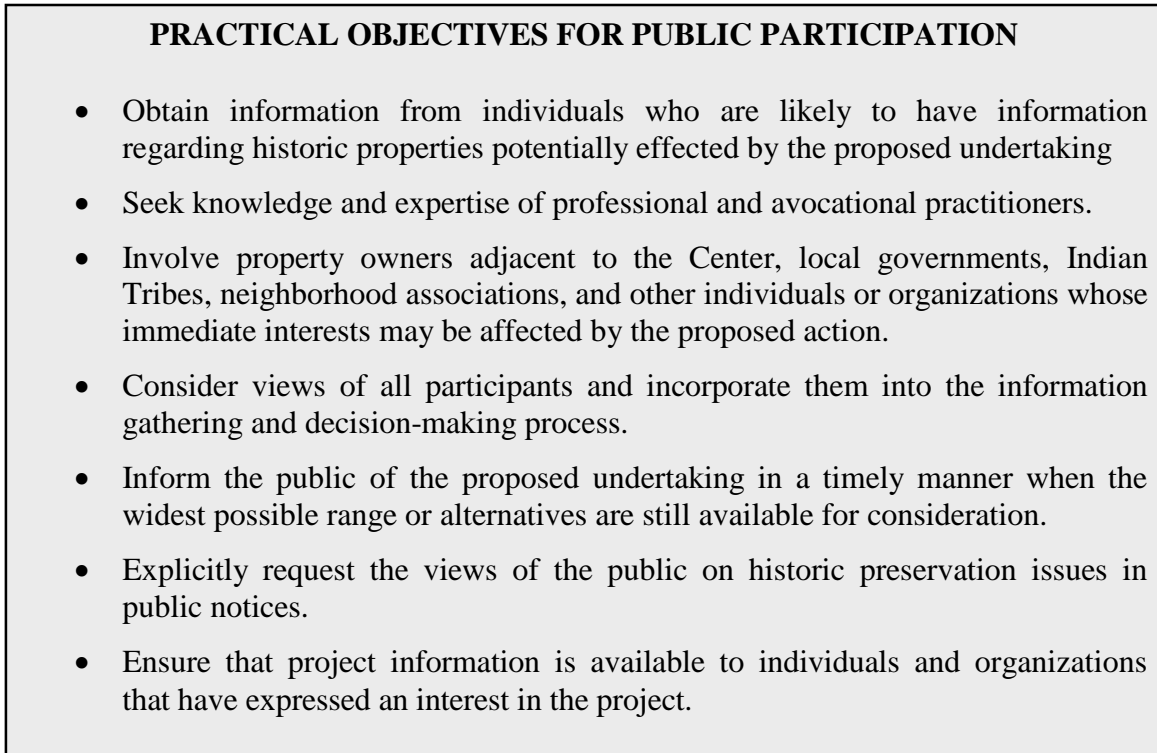 PRACTICAL OBJECTIVES FOR PUBLIC PARTICIPATION
• Obtain information from individuals who are likely to have information
regarding historic properties potentially effected by the proposed undertaking
• Seek knowledge and expertise of professional and avocational practitioners.
• Involve property owners adjacent to the Center, local governments, Indian
Tribes, neighborhood associations, and other individuals or organizations whose
immediate interests may be affected by the proposed action.
• Consider views of all participants and incorporate them into the information
gathering and decision-making process.
• Inform the public of the proposed undertaking in a timely manner when the
widest possible range or alternatives are still available for consideration.
• Explicitly request the views of the public on historic preservation issues in
public notices.
• Ensure that project information is available to individuals and organizations
that have expressed an interest in the project.